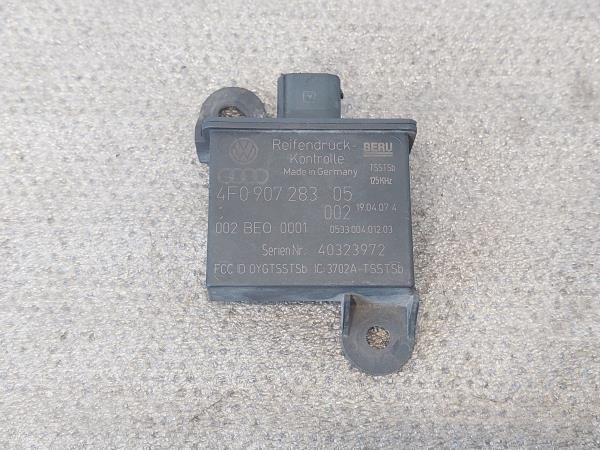 Reifendruck-
Kontrolle
Made in Germany
BERU
TSSTSb
125KHz
4F0 907 283 05
002 19.04.07 4
002 BEO 0001 0533 004 012 03
Serien Nr. 40323972
FCC ID OYGTSSTSb IC 3702A-TSSTSb